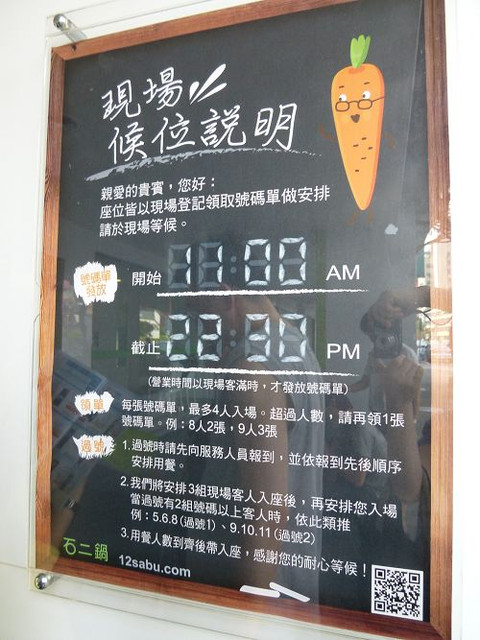 現場
候位説明
親愛的貴賓，您好：
座位皆以現場登記領取號碼單做安排
請於現場等候。
號碼單
發放
開始 11:00 AM
截止 22:30 PM
(營業時間以現場客滿時，才發放號碼單)
領單
每張號碼單，最多4人入場。超過人數，請再領1張
號碼單。例：8人2張，9人3張
過號
1.過號時請先向服務人員報到，並依報到先後順序
安排用餐。
2.我們將安排3組現場客人入座後，再安排您入場
當過號有2組號碼以上客人時，依此類推
例：5.6.8(過號1)、9.10.11(過號2)
3.用餐人數到齊後帶入座，感謝您的耐心等候！
石二鍋
12sabu.com